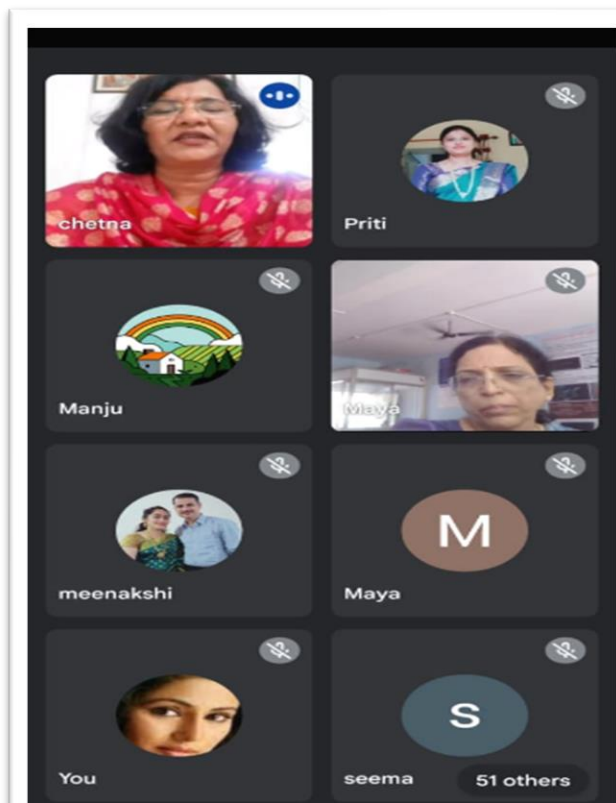 chetna
Priti
Manju
Maya
meenakshi
M
Maya
You
S
seema
51 others